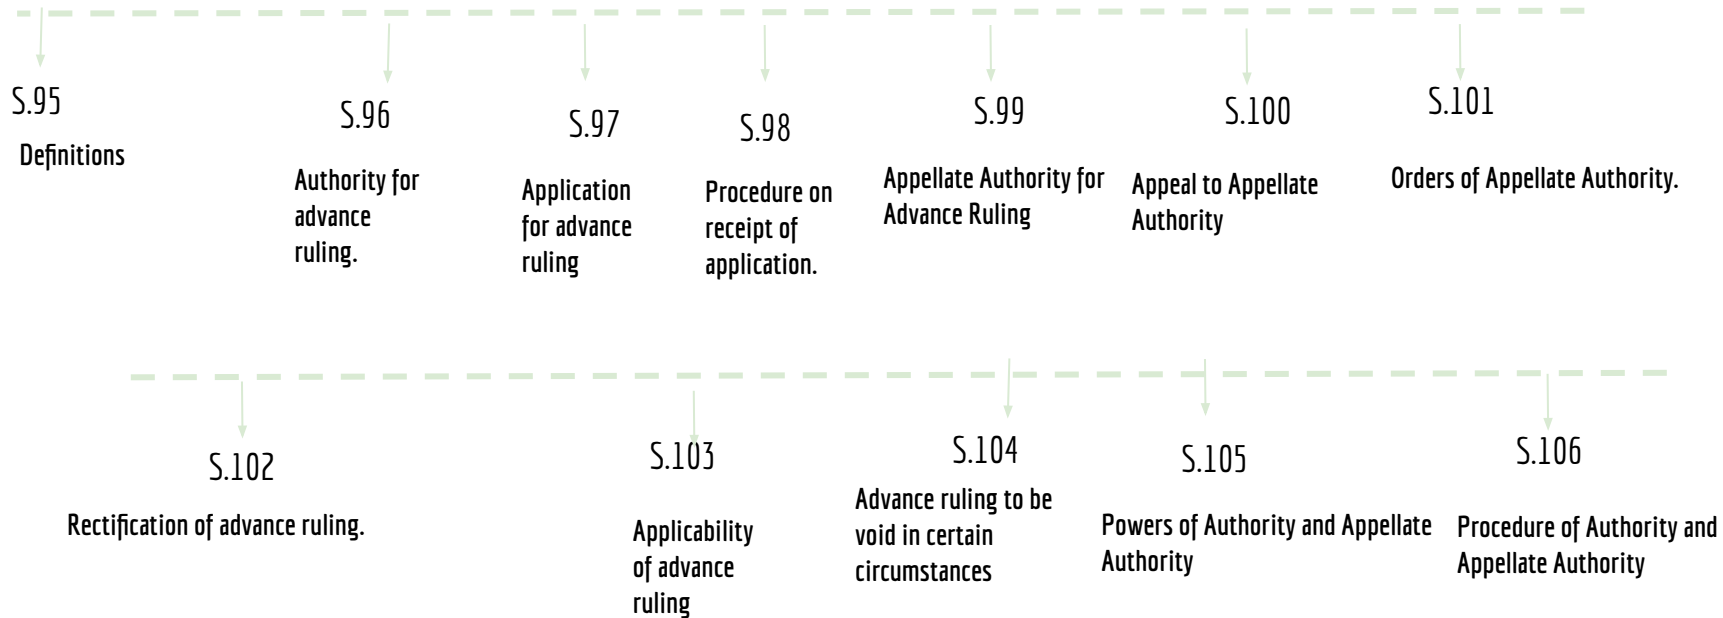 S.95
Definitions
S.96
Authority for
advance
ruling.
S.97
Application
for advance
ruling
S.98
Procedure on
receipt of
application.
S.99
Appellate Authority for
Advance Ruling
S.100
Appeal to Appellate
Authority
S.101
Orders of Appellate Authority.
S.102
Rectification of advance ruling.
S.103
Applicability
of advance
ruling
S.104
Advance ruling to be
void in certain
circumstances
S.105
Powers of Authority and Appellate
Authority
S.106
Procedure of Authority and
Appellate Authority